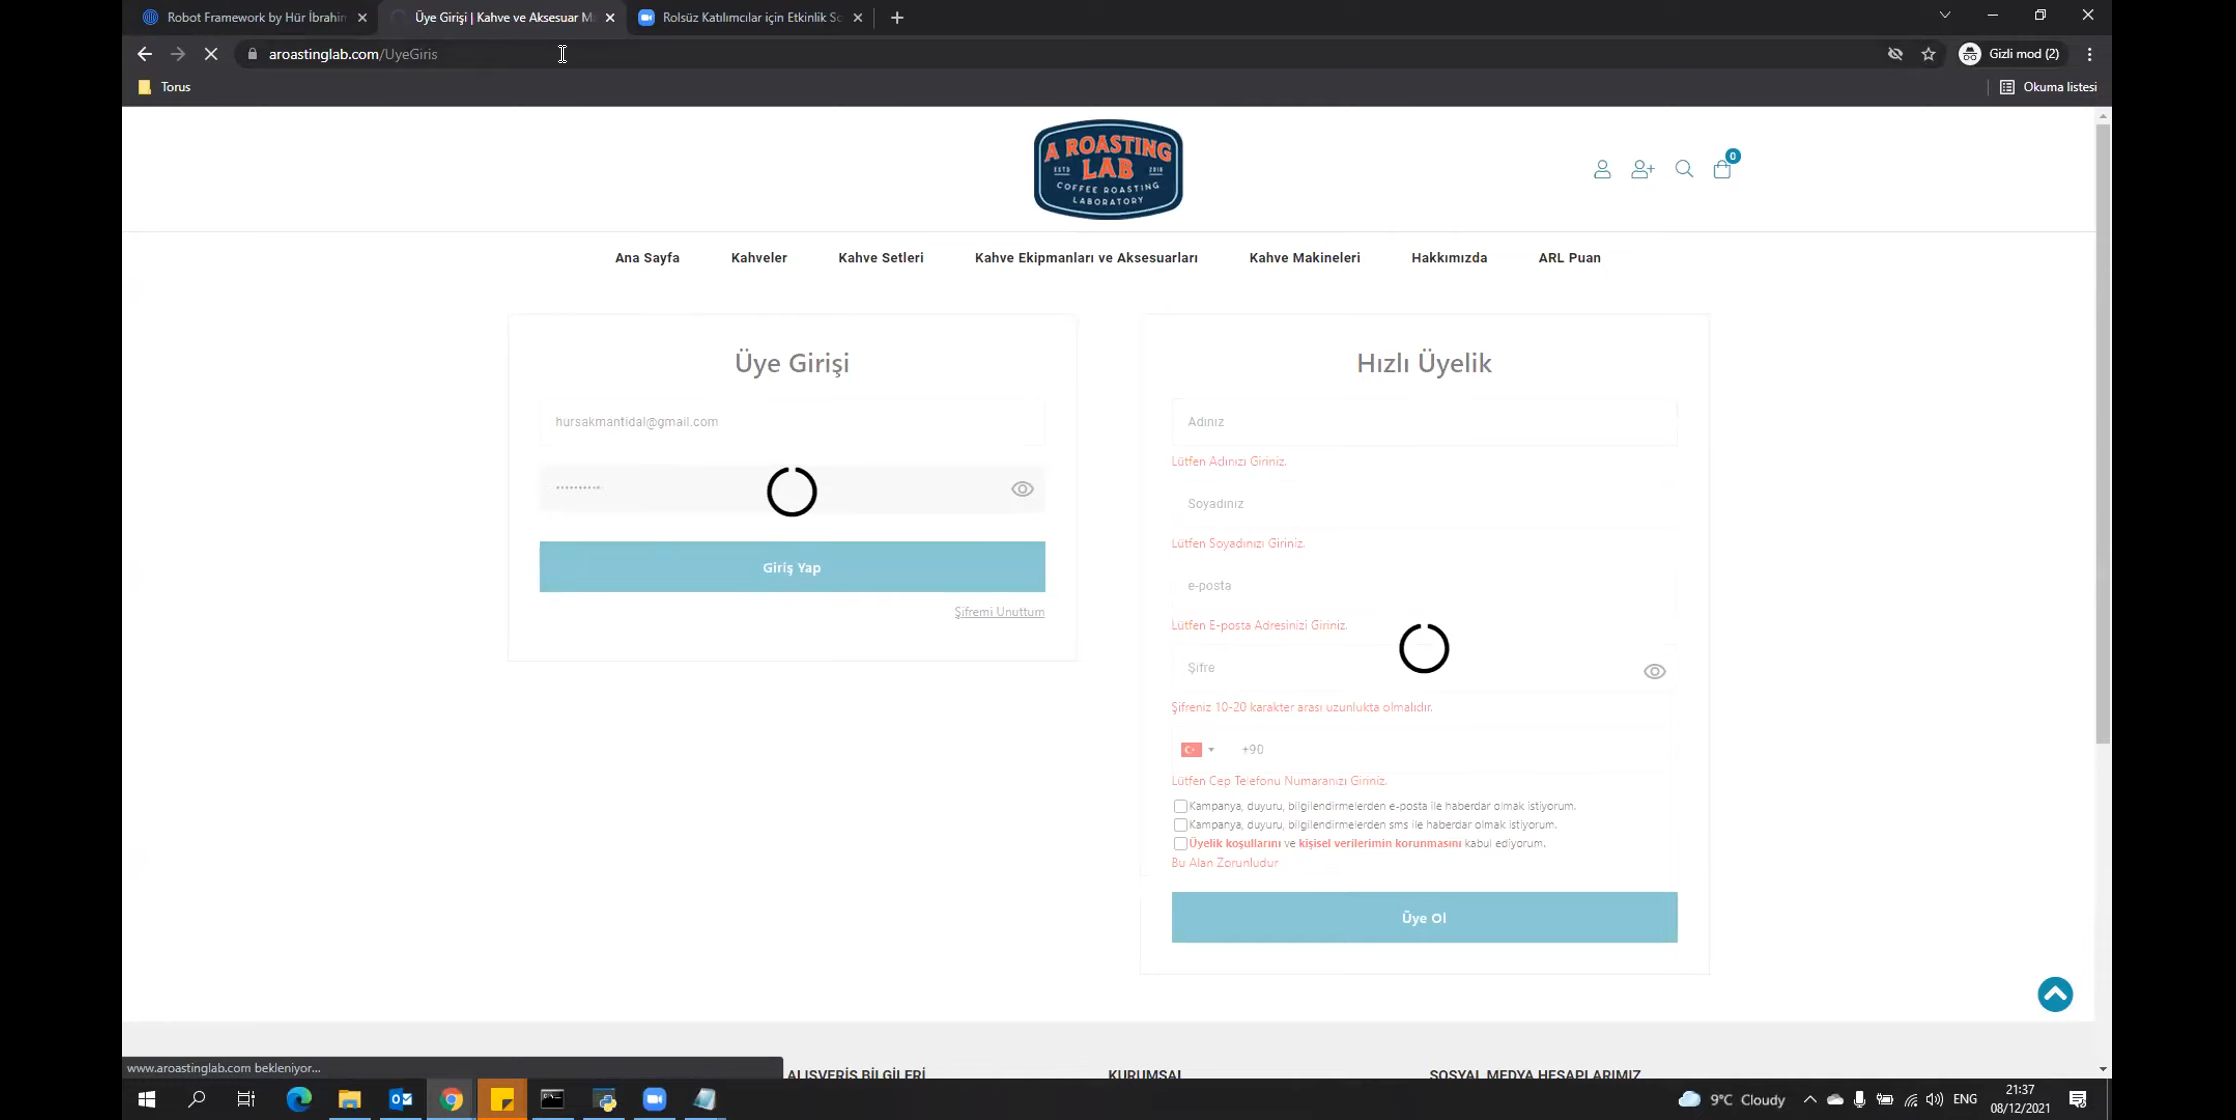 Robot Framework by Hür İbrahim
Üye Girişi | Kahve ve Aksesuar Ma
Rolsüz Katılımcılar için Etkinlik So
aroastinglab.com/UyeGiris
Gizli mod (2)
Torus
Okuma listesi
A ROASTING
LAB
ESTD 2018
COFFEE ROASTING
LABORATORY
0
Ana Sayfa
Kahveler
Kahve Setleri
Kahve Ekipmanları ve Aksesuarları
Kahve Makineleri
Hakkımızda
ARL Puan
Üye Girişi
hursakmantidal@gmail.com
Giriş Yap
Şifremi Unuttum
Hızlı Üyelik
Adınız
Lütfen Adınızı Giriniz.
Soyadınız
Lütfen Soyadınızı Giriniz.
e-posta
Lütfen E-posta Adresinizi Giriniz.
Şifre
Şifreniz 10-20 karakter arası uzunlukta olmalıdır.
+90
Lütfen Cep Telefonu Numaranızı Giriniz.
Kampanya, duyuru, bilgilendirmelerden e-posta ile haberdar olmak istiyorum.
Kampanya, duyuru, bilgilendirmelerden sms ile haberdar olmak istiyorum.
Üyelik koşullarını ve kişisel verilerimin korunmasını kabul ediyorum.
Bu Alan Zorunludur
Üye Ol
www.aroastinglab.com bekleniyor...
ALIŞVERİŞ BİLGİLERİ
KURUMSAL
SOSYAL MEDYA HESAPLARIMIZ
9°C Cloudy
ENG
21:37
08/12/2021